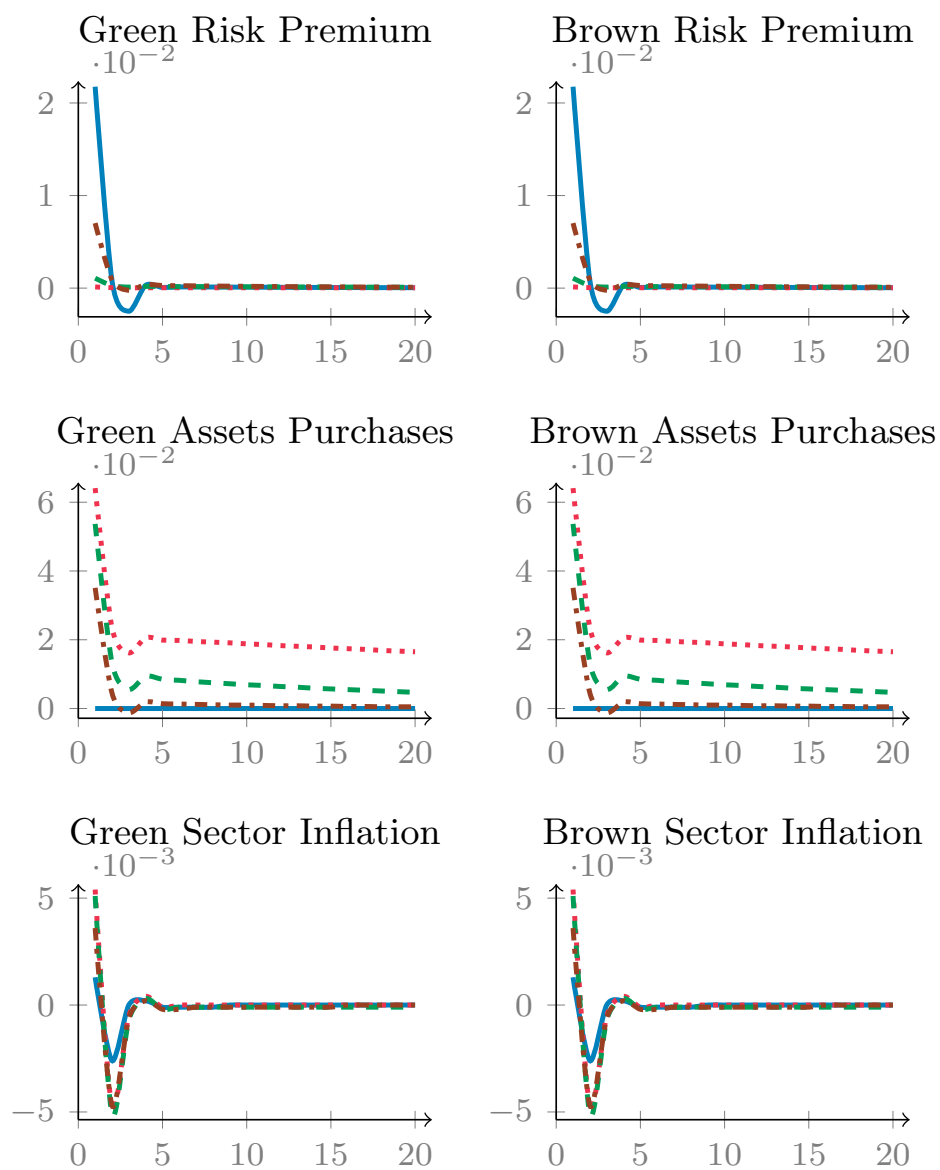 Green Risk Premium
Brown Risk Premium
·10−2
·10−2
2
1
0
0 5 10 15 20
2
1
0
0 5 10 15 20
Green Assets Purchases
Brown Assets Purchases
·10−2
·10−2
6
4
2
0
0 5 10 15 20
6
4
2
0
0 5 10 15 20
Green Sector Inflation
Brown Sector Inflation
·10−3
·10−3
5
0
−5
0 5 10 15 20
5
0
−5
0 5 10 15 20